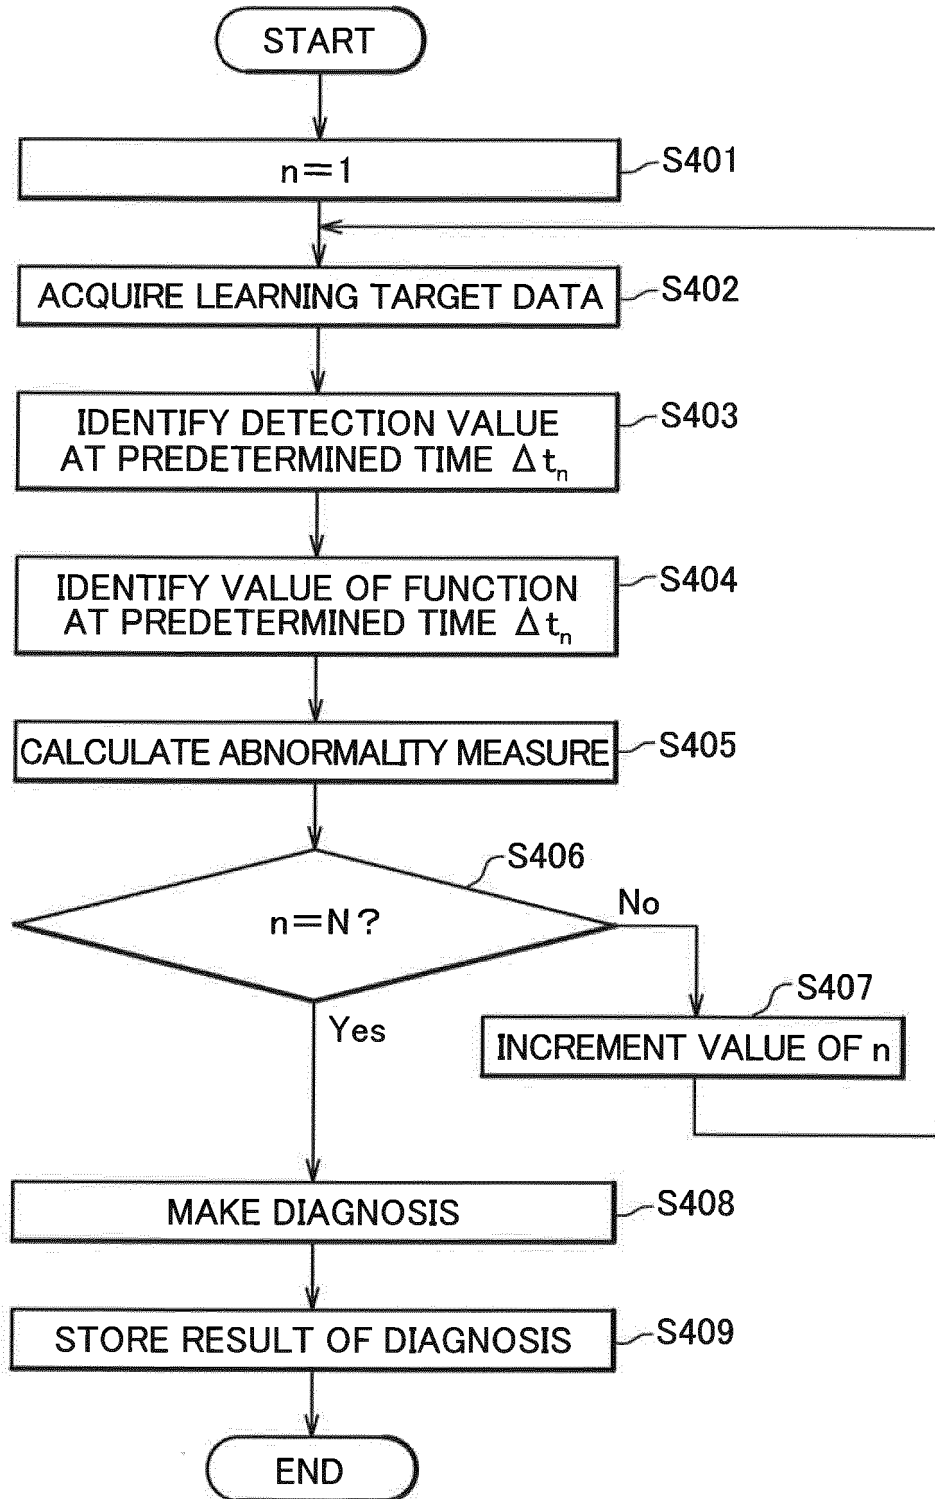 START
n=1
S401
ACQUIRE LEARNING TARGET DATA
S402
IDENTIFY DETECTION VALUE
AT PREDETERMINED TIME Δtₙ
S403
IDENTIFY VALUE OF FUNCTION
AT PREDETERMINED TIME Δtₙ
S404
CALCULATE ABNORMALITY MEASURE
S405
n=N?
S406
No
Yes
S407
INCREMENT VALUE OF n
MAKE DIAGNOSIS
S408
STORE RESULT OF DIAGNOSIS
S409
END